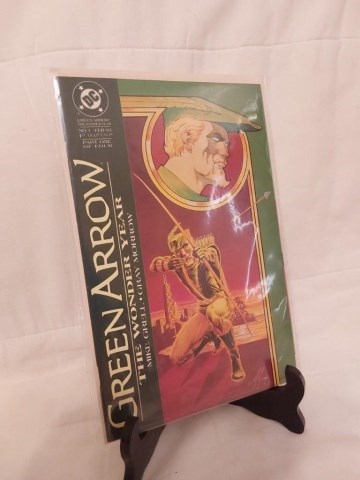 DC
GREEN ARROW
THE WONDER YEAR
MIKE GRELL • GRAY MORROW
PART ONE
OF FOUR